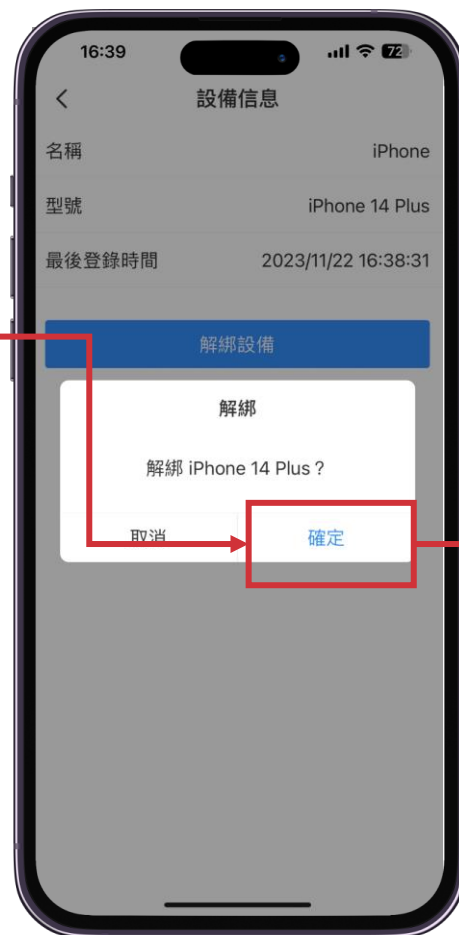 16:39 72
設備信息
名稱 iPhone
型號 iPhone 14 Plus
最後登錄時間 2023/11/22 16:38:31
解綁設備
解綁
解綁 iPhone 14 Plus ?
取消 確定